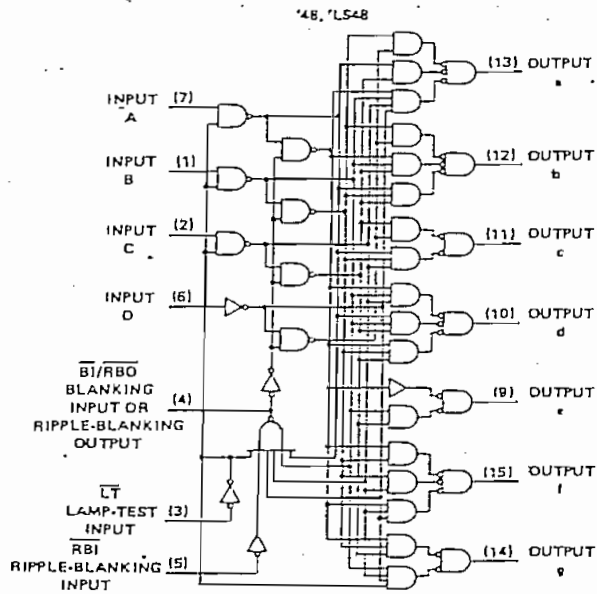 '48, 'LS48
(13) OUTPUT
a
(7)
INPUT
A
(12) OUTPUT
b
(1)
INPUT
B
(2)
INPUT
C
(11) OUTPUT
c
(6)
INPUT
D
(10) OUTPUT
d
BI/RBO
BLANKING (4)
INPUT OR
RIPPLE-BLANKING
OUTPUT
(9) OUTPUT
e
LT
LAMP-TEST (3)
INPUT
(15) OUTPUT
f
RBI
RIPPLE-BLANKING (5)
INPUT
(14) OUTPUT
g